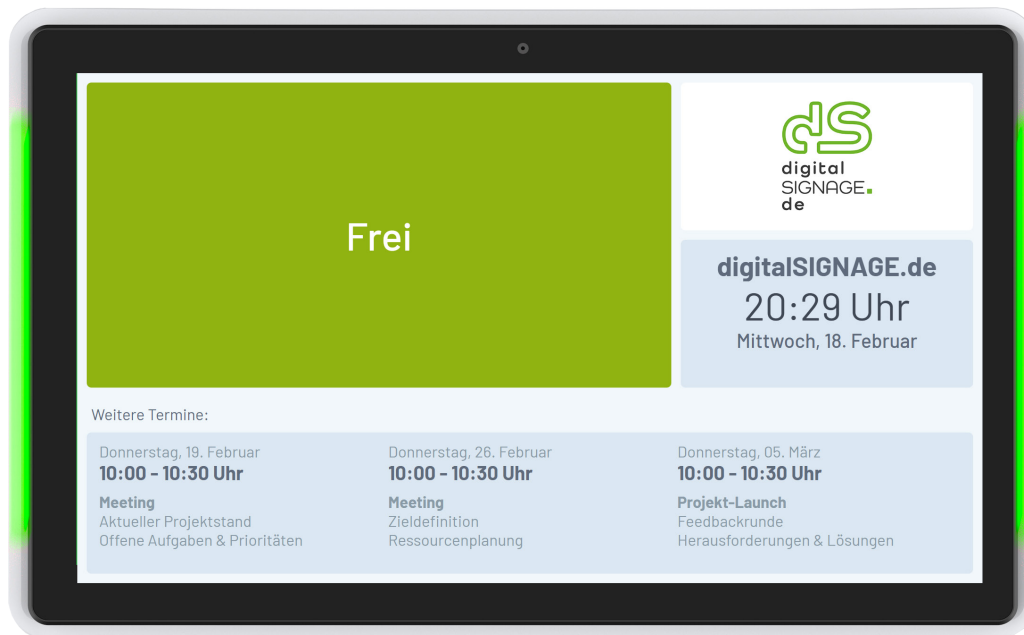 Frei
dS
digital
SIGNAGE.
de
digitalSIGNAGE.de
20:29 Uhr
Mittwoch, 18. Februar
Weitere Termine:
Donnerstag, 19. Februar
10:00 - 10:30 Uhr
Meeting
Aktueller Projektstand
Offene Aufgaben & Prioritäten
Donnerstag, 26. Februar
10:00 - 10:30 Uhr
Meeting
Zieldefinition
Ressourcenplanung
Donnerstag, 05. März
10:00 - 10:30 Uhr
Projekt-Launch
Feedbackrunde
Herausforderungen & Lösungen